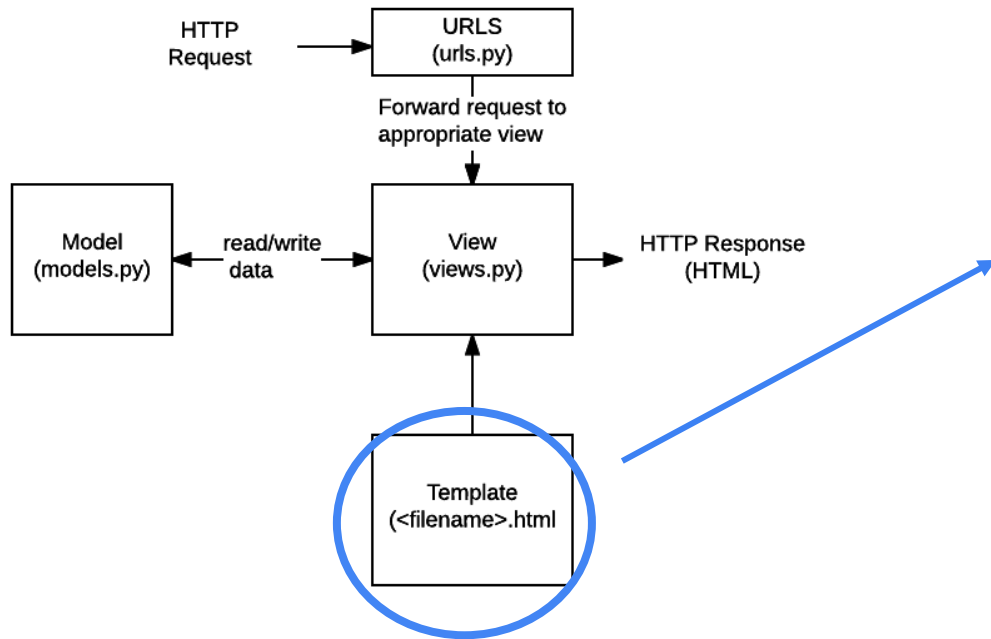 HTTP
Request
URLS
(urls.py)
Forward request to
appropriate view
Model
(models.py)
read/write
data
View
(views.py)
HTTP Response
(HTML)
Template
(<filename>.html